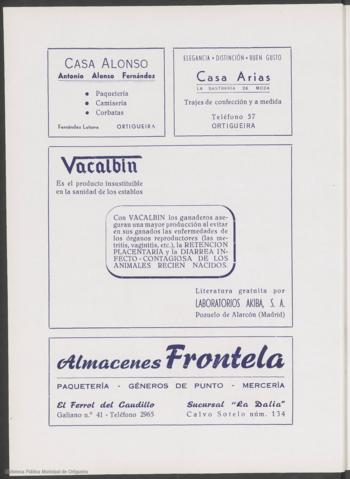 CASA ALONSO
Antonio Alonso Fernández
• Paquetería
• Camisería
• Corbatas
Fernández Latorre ORTIGUEIRA
ELEGANCIA • DISTINCIÓN • BUEN GUSTO
Casa Arias
LA SASTRERÍA DE MODA
Trajes de confección y a medida
Teléfono 57
ORTIGUEIRA
Vacalbin
Es el producto insustituible
en la sanidad de los establos
Con VACALBIN los ganaderos ase-
guran una mayor producción al evitar
en sus ganados las enfermedades de
los órganos reproductores (las me-
tritis, vaginitis, etc.), la RETENCION
PLACENTARIA y la DIARREA IN-
FECTO-CONTAGIOSA DE LOS
ANIMALES RECIEN NACIDOS.
Literatura gratuita por
LABORATORIOS AKIBA, S. A.
Pozuelo de Alarcón (Madrid)
Almacenes Frontela
PAQUETERÍA - GÉNEROS DE PUNTO - MERCERÍA
El Ferrol del Caudillo Sucursal "La Dalia"
Galiano n.º 41 - Teléfono 2965 Calvo Sotelo núm. 134
Biblioteca Pública Municipal de Ortigueira